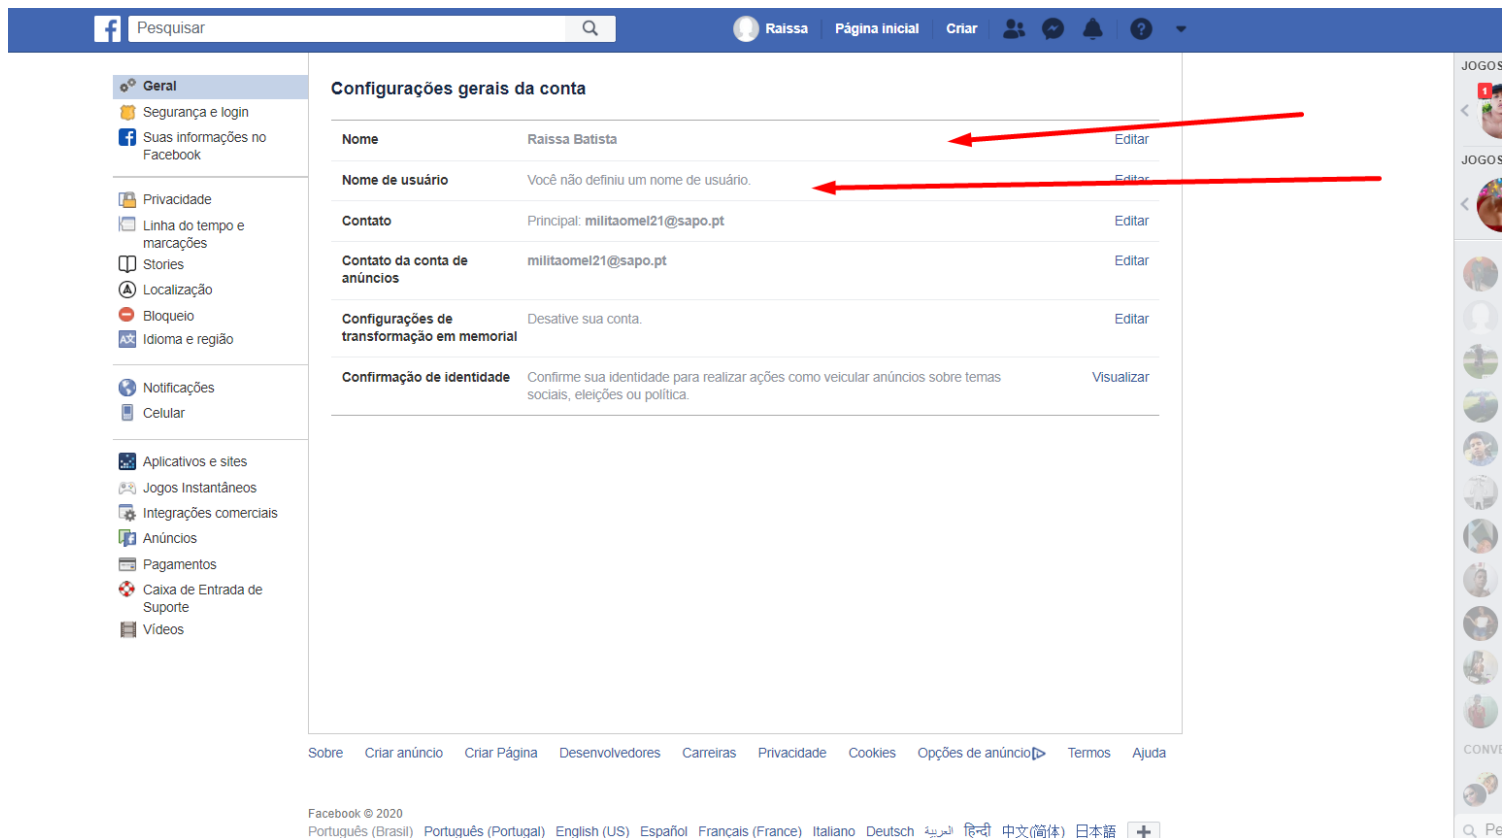 Pesquisar
Raissa
Página inicial
Criar
Geral
Segurança e login
Suas informações no
Facebook
Privacidade
Linha do tempo e
marcações
Stories
Localização
Bloqueio
Idioma e região
Notificações
Celular
Aplicativos e sites
Jogos Instantâneos
Integrações comerciais
Anúncios
Pagamentos
Caixa de Entrada de
Suporte
Vídeos
Configurações gerais da conta
Nome Raissa Batista Editar
Nome de usuário Você não definiu um nome de usuário. Editar
Contato Principal: militaomel21@sapo.pt Editar
Contato da conta de
anúncios militaomel21@sapo.pt Editar
Configurações de
transformação em memorial Desative sua conta. Editar
Confirmação de identidade Confirme sua identidade para realizar ações como veicular anúncios sobre temas
sociais, eleições ou política. Visualizar
Sobre Criar anúncio Criar Página Desenvolvedores Carreiras Privacidade Cookies Opções de anúncio Termos Ajuda
Facebook © 2020
Português (Brasil) Português (Portugal) English (US) Español Français (France) Italiano Deutsch العربية हिन्दी 中文(简体) 日本語
JOGOS
1
JOGOS
CONVE
Pe